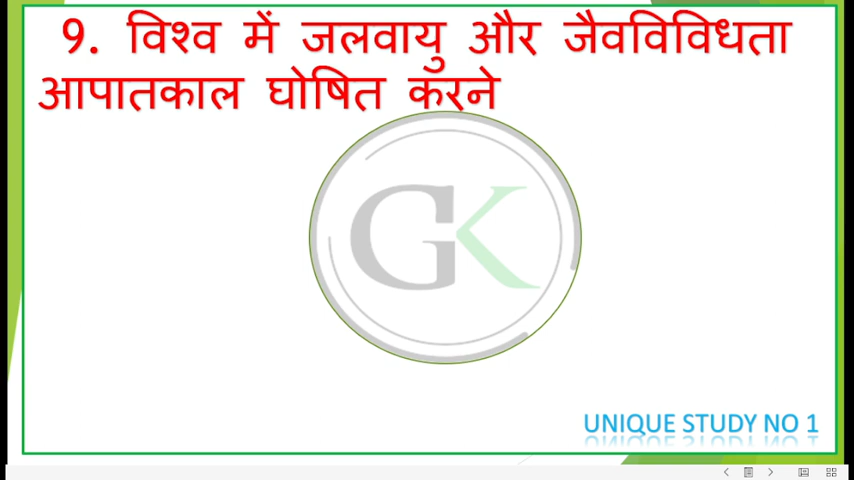 9. विश्व में जलवायु और जैवविविधता
आपातकाल घोषित करने
GK
UNIQUE STUDY NO 1